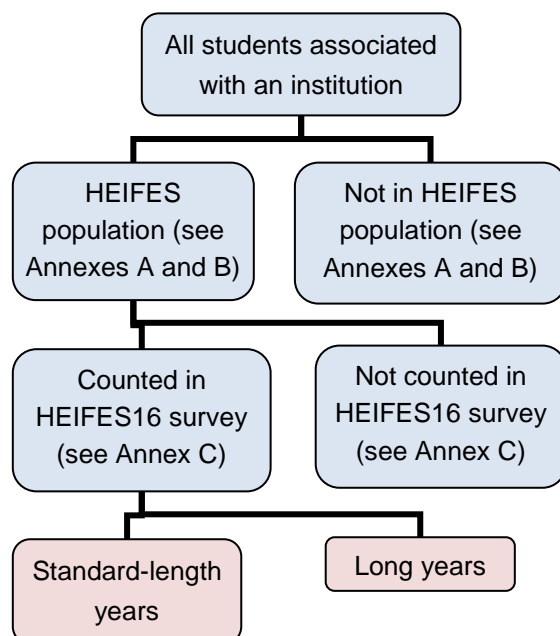 All students associated
with an institution
HEIFES
population (see
Annexes A and B)
Not in HEIFES
population (see
Annexes A and B)
Counted in
HEIFES16 survey
(see Annex C)
Not counted in
HEIFES16 survey
(see Annex C)
Standard-length
years
Long years